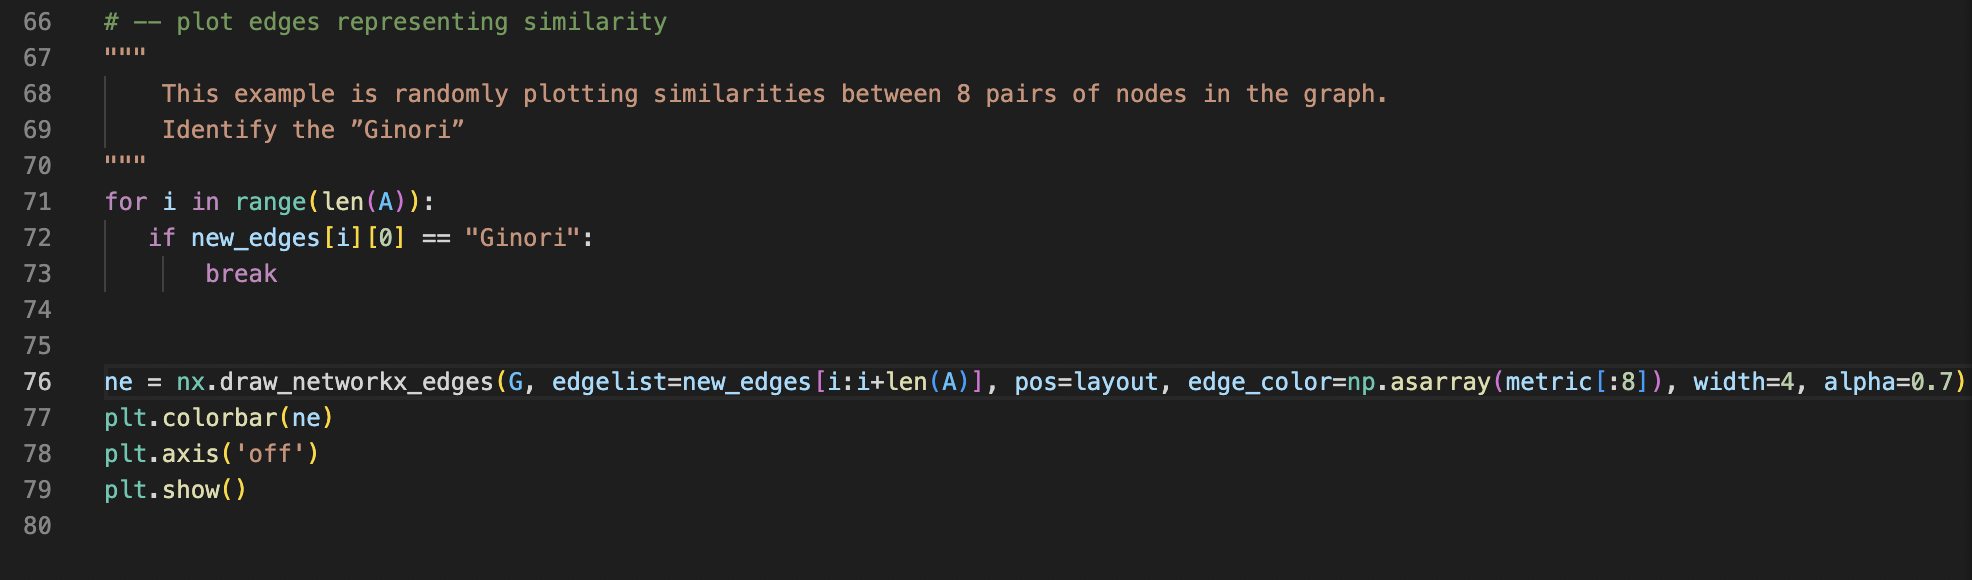 66 # -- plot edges representing similarity
67 """
68     This example is randomly plotting similarities between 8 pairs of nodes in the graph.
69     Identify the ”Ginori”
70 """
71 for i in range(len(A)):
72    if new_edges[i][0] == "Ginori":
73        break
74
75
76 ne = nx.draw_networkx_edges(G, edgelist=new_edges[i:i+len(A)], pos=layout, edge_color=np.asarray(metric[:8]), width=4, alpha=0.7)
77 plt.colorbar(ne)
78 plt.axis('off')
79 plt.show()
80